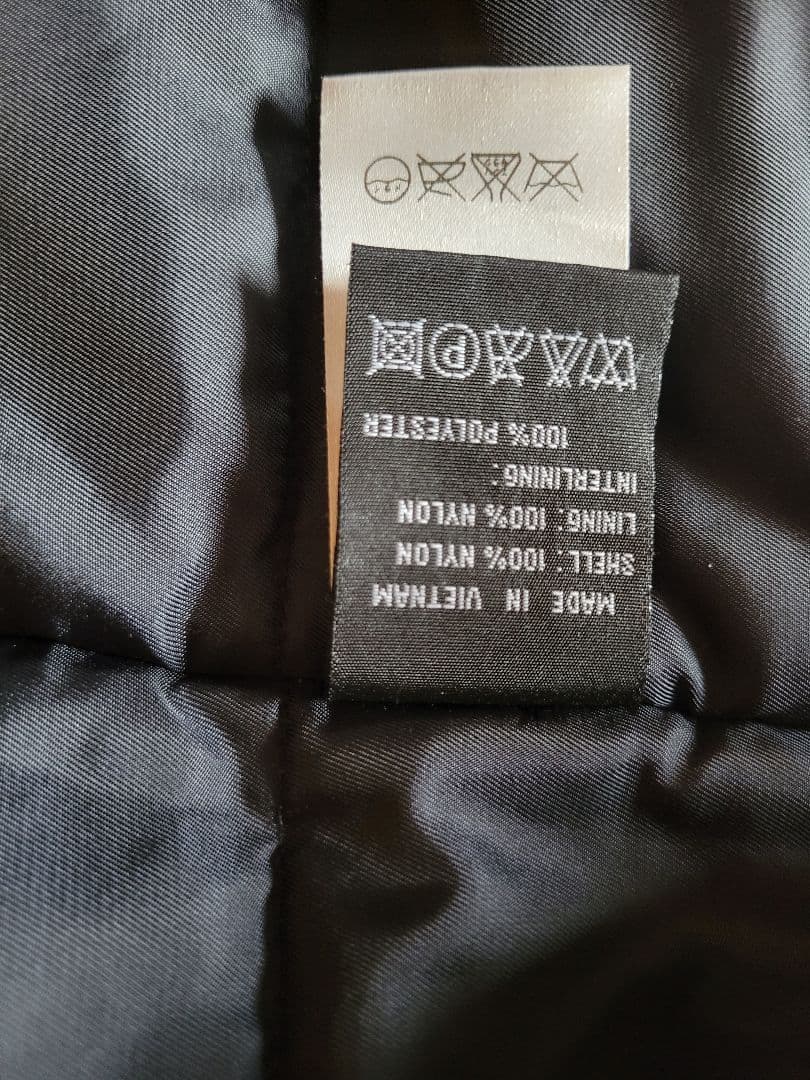 MADE IN VIETNAM
SHELL: 100% NYLON
LINING: 100% NYLON
INTERLINING:
100% POLYESTER
P